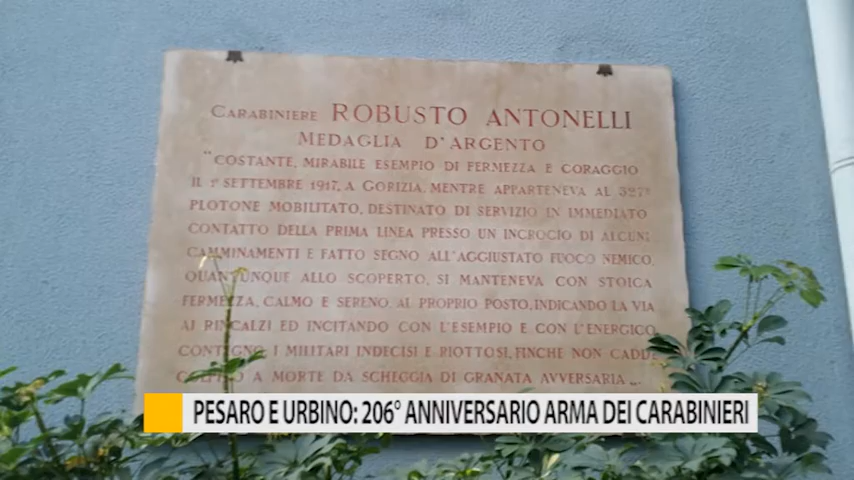 CARABINIERE ROBUSTO ANTONELLI
MEDAGLIA D'ARGENTO
"COSTANTE, MIRABILE ESEMPIO DI FERMEZZA E CORAGGIO
IL 1° SETTEMBRE 1917, A GORIZIA, MENTRE APPARTENEVA AL
PLOTONE MOBILITATO, DESTINATO DI SERVIZIO IN IMMEDIATO
CONTATTO DELLA PRIMA LINEA PRESSO UN INCROCIO DI ALCUNI
CAMMINAMENTI E FATTO SEGNO ALL'AGGIUSTATO FUOCO NEMICO,
QUANTUNQUE ALLO SCOPERTO, SI MANTENEVA CON STOICA
FERMEZZA, CALMO E SERENO, AL PROPRIO POSTO, INDICANDO LA VIA
AI RINCALZI ED INCITANDO CON L'ESEMPIO E CON L'ENERGICO
CONTEGNO I MILITARI INDECISI E RIOTTOSI, FINCHE NON CADDE
COLPITO A MORTE DA SCHEGGIA DI GRANATA AVVERSARIA...
PESARO E URBINO: 206° ANNIVERSARIO ARMA DEI CARABINIERI